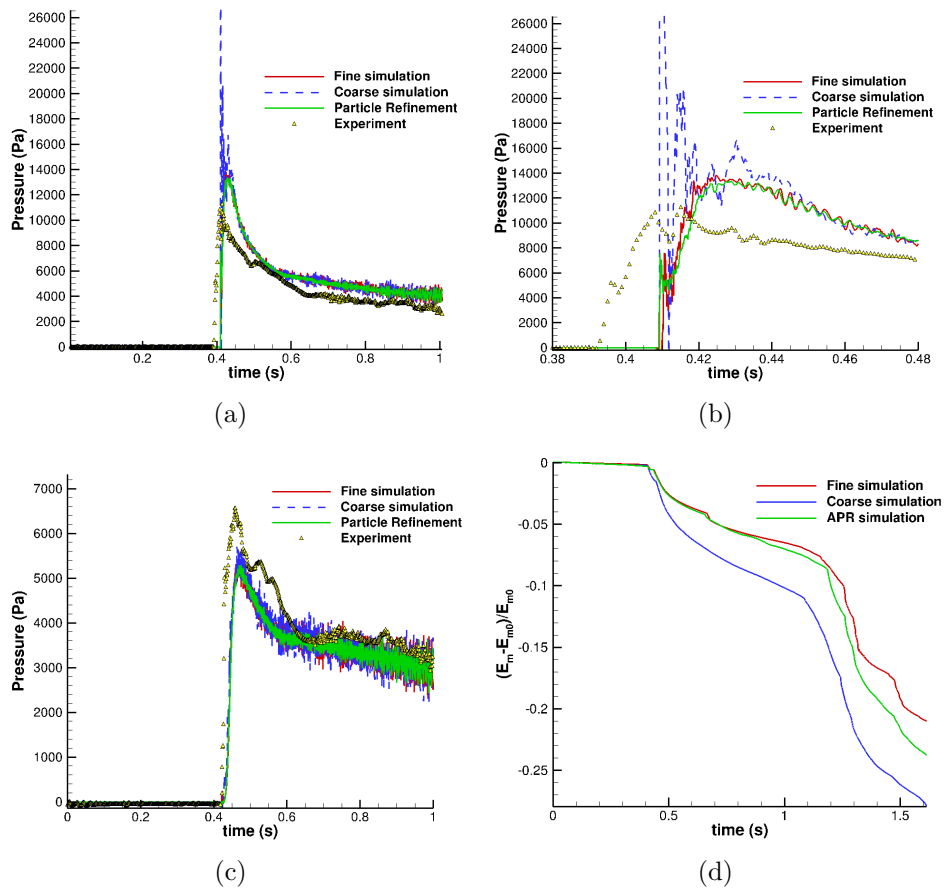 26000
24000
22000
20000
18000
16000
14000
12000
10000
8000
6000
4000
2000
0
Pressure (Pa)
Fine simulation
Coarse simulation
Particle Refinement
Experiment
0.2
0.4
0.6
0.8
1
time (s)
(a)
26000
24000
22000
20000
18000
16000
14000
12000
10000
8000
6000
4000
2000
0
Pressure (Pa)
Fine simulation
Coarse simulation
Particle Refinement
Experiment
0.38
0.4
0.42
0.44
0.46
0.48
time (s)
(b)
7000
6000
5000
4000
3000
2000
1000
0
Pressure (Pa)
Fine simulation
Coarse simulation
Particle Refinement
Experiment
0
0.2
0.4
0.6
0.8
1
time (s)
(c)
0
-0.05
-0.1
-0.15
-0.2
-0.25
(Em-Em0)/Em0
Fine simulation
Coarse simulation
APR simulation
0
0.5
1
1.5
time (s)
(d)